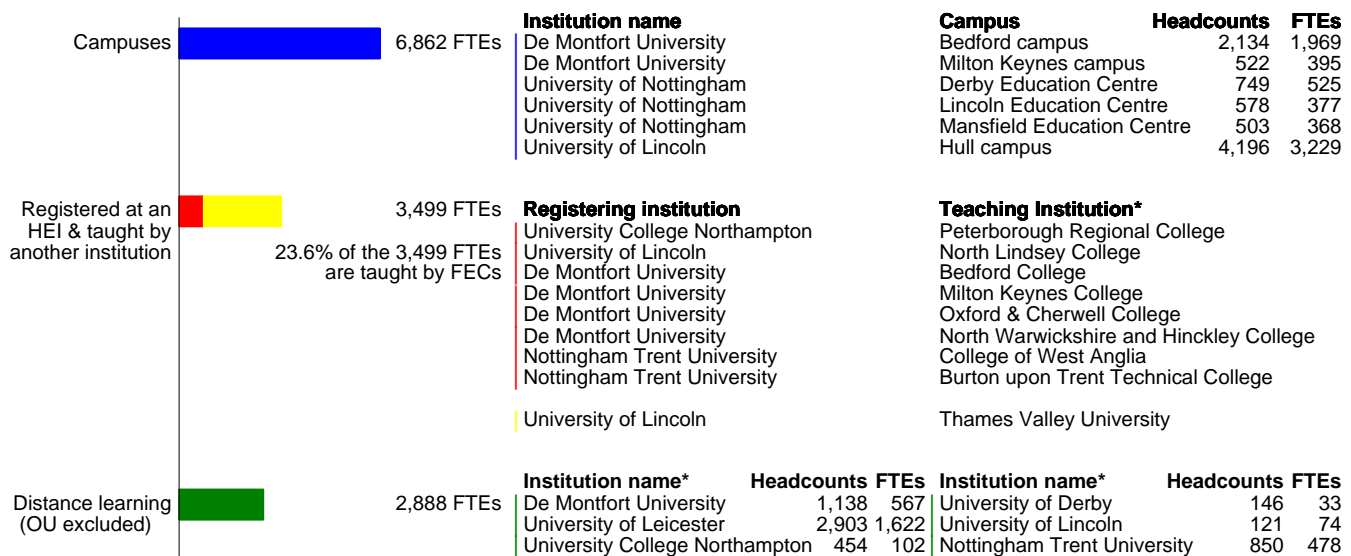 Institution name Campus Headcounts FTEs
Campuses 6,862 FTEs De Montfort University Bedford campus 2,134 1,969
De Montfort University Milton Keynes campus 522 395
University of Nottingham Derby Education Centre 749 525
University of Nottingham Lincoln Education Centre 578 377
University of Nottingham Mansfield Education Centre 503 368
University of Lincoln Hull campus 4,196 3,229
Registered at an 3,499 FTEs Registering institution Teaching Institution*
HEI & taught by University College Northampton Peterborough Regional College
another institution 23.6% of the 3,499 FTEs University of Lincoln North Lindsey College
are taught by FECs De Montfort University Bedford College
De Montfort University Milton Keynes College
De Montfort University Oxford & Cherwell College
De Montfort University North Warwickshire and Hinckley College
Nottingham Trent University College of West Anglia
Nottingham Trent University Burton upon Trent Technical College
University of Lincoln Thames Valley University
Institution name* Headcounts FTEs Institution name* Headcounts FTEs
Distance learning 2,888 FTEs De Montfort University 1,138 567 University of Derby 146 33
(OU excluded) University of Leicester 2,903 1,622 University of Lincoln 121 74
University College Northampton 454 102 Nottingham Trent University 850 478